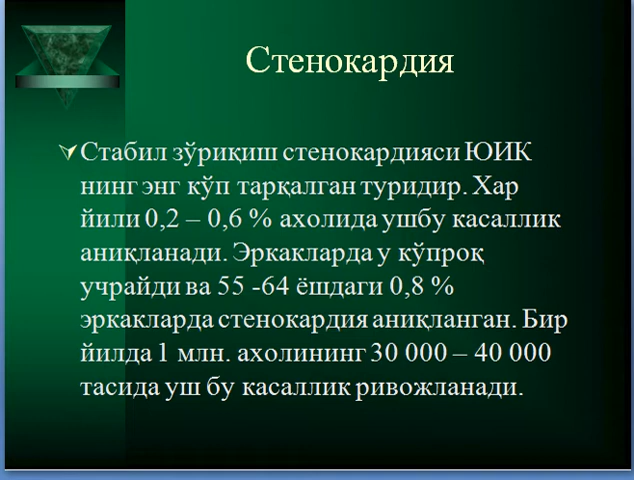 Стенокардия
Стабил зўриқиш стенокардияси ЮИК
нинг энг кўп тарқалган туридир. Хар
йили 0,2 – 0,6 % ахолида ушбу касаллик
аниқланади. Эркакларда у кўпроқ
учрайди ва 55 -64 ёшдаги 0,8 %
эркакларда стенокардия аниқланган. Бир
йилда 1 млн. ахолининг 30 000 – 40 000
тасида уш бу касаллик ривожланади.